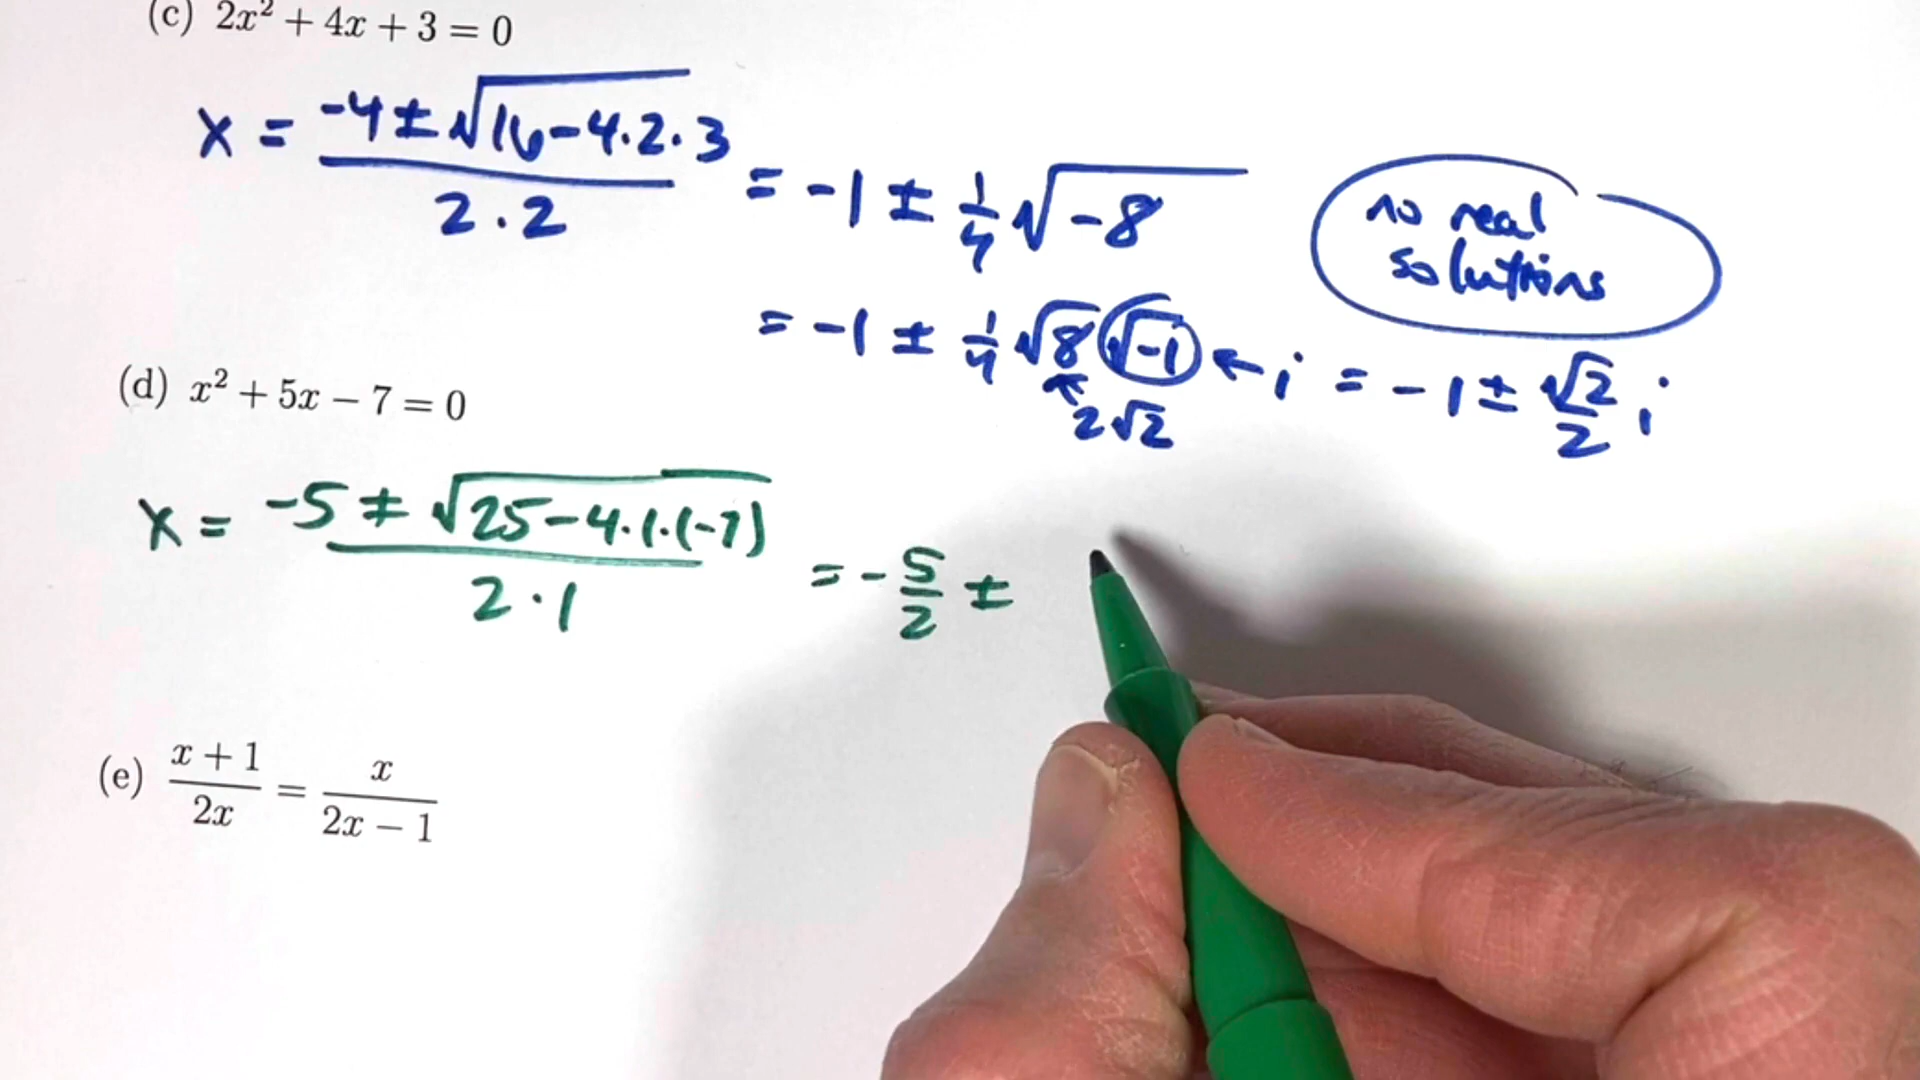 (c) 2x² + 4x + 3 = 0
x = (-4 ± √(16-4·2·3))/(2·2) = -1 ± 1/4 √-8
no real
solutions
= -1 ± 1/4 √8 √-1 ← i = -1 ± √2/2 i
2√2
(d) x² + 5x − 7 = 0
x = (-5 ± √(25-4·1·(-7)))/(2·1) = -5/2 ±
(e) (x + 1)/(2x) = x/(2x − 1)